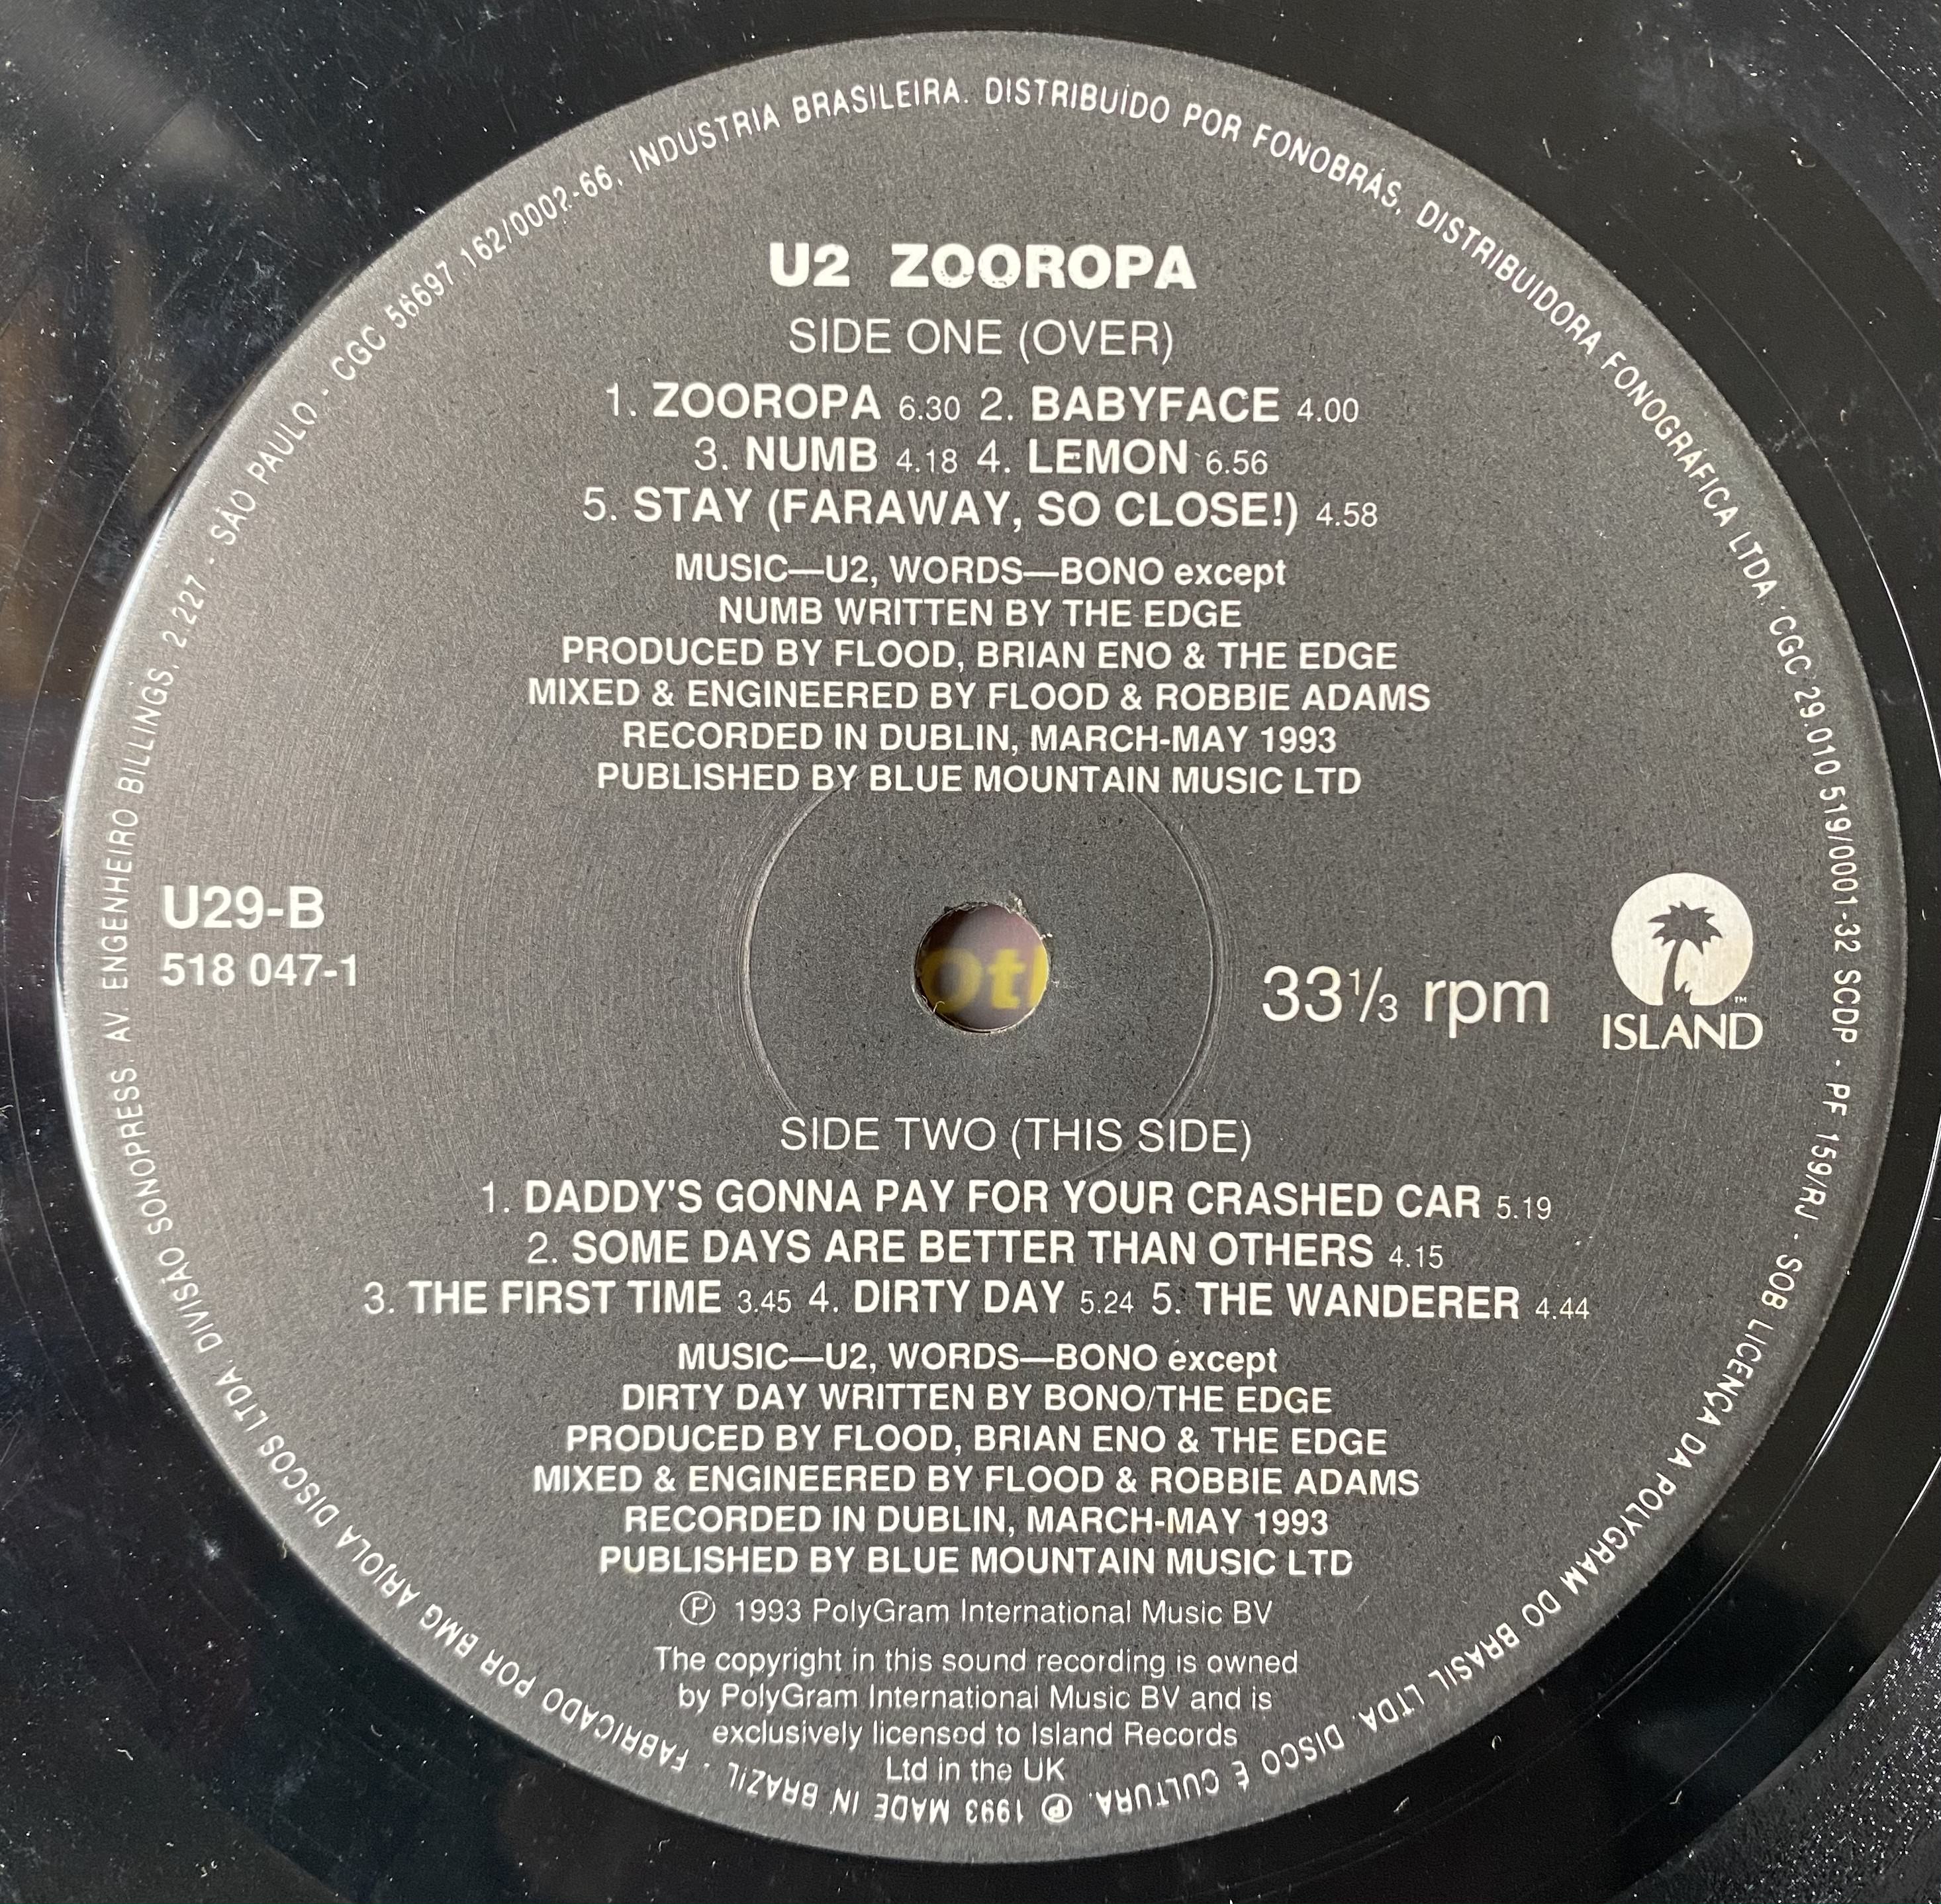 INDUSTRIA BRASILEIRA. DISTRIBUÍDO POR FONOBRÁS, DISTRIBUIDORA FONOGRAFICA LTDA. CGC 29.010 519/0001-32 SCDP - PF 159/RJ - SOB LICENÇA DA POLYGRAM DO BRASIL LTDA. DISCO É CULTURA. Ⓟ 1993 MADE IN BRAZIL. FABRICADO POR BMG ARIOLA DISCOS LTDA. DIVISÃO SONOPRESS. AV. ENGENHEIRO BILLINGS, 2.227 - SÃO PAULO - CGC 56697 162/0002-66,
U2 ZOOROPA
SIDE ONE (OVER)
1. ZOOROPA 6.30 2. BABYFACE 4.00
3. NUMB 4.18 4. LEMON 6.56
5. STAY (FARAWAY, SO CLOSE!) 4.58
MUSIC—U2, WORDS—BONO except
NUMB WRITTEN BY THE EDGE
PRODUCED BY FLOOD, BRIAN ENO & THE EDGE
MIXED & ENGINEERED BY FLOOD & ROBBIE ADAMS
RECORDED IN DUBLIN, MARCH-MAY 1993
PUBLISHED BY BLUE MOUNTAIN MUSIC LTD
U29-B
518 047-1
Ot
33⅓ rpm
ISLAND™
SIDE TWO (THIS SIDE)
1. DADDY'S GONNA PAY FOR YOUR CRASHED CAR 5.19
2. SOME DAYS ARE BETTER THAN OTHERS 4.15
3. THE FIRST TIME 3.45 4. DIRTY DAY 5.24 5. THE WANDERER 4.44
MUSIC—U2, WORDS—BONO except
DIRTY DAY WRITTEN BY BONO/THE EDGE
PRODUCED BY FLOOD, BRIAN ENO & THE EDGE
MIXED & ENGINEERED BY FLOOD & ROBBIE ADAMS
RECORDED IN DUBLIN, MARCH-MAY 1993
PUBLISHED BY BLUE MOUNTAIN MUSIC LTD
Ⓟ 1993 PolyGram International Music BV
The copyright in this sound recording is owned
by PolyGram International Music BV and is
exclusively licensed to Island Records
Ltd in the UK